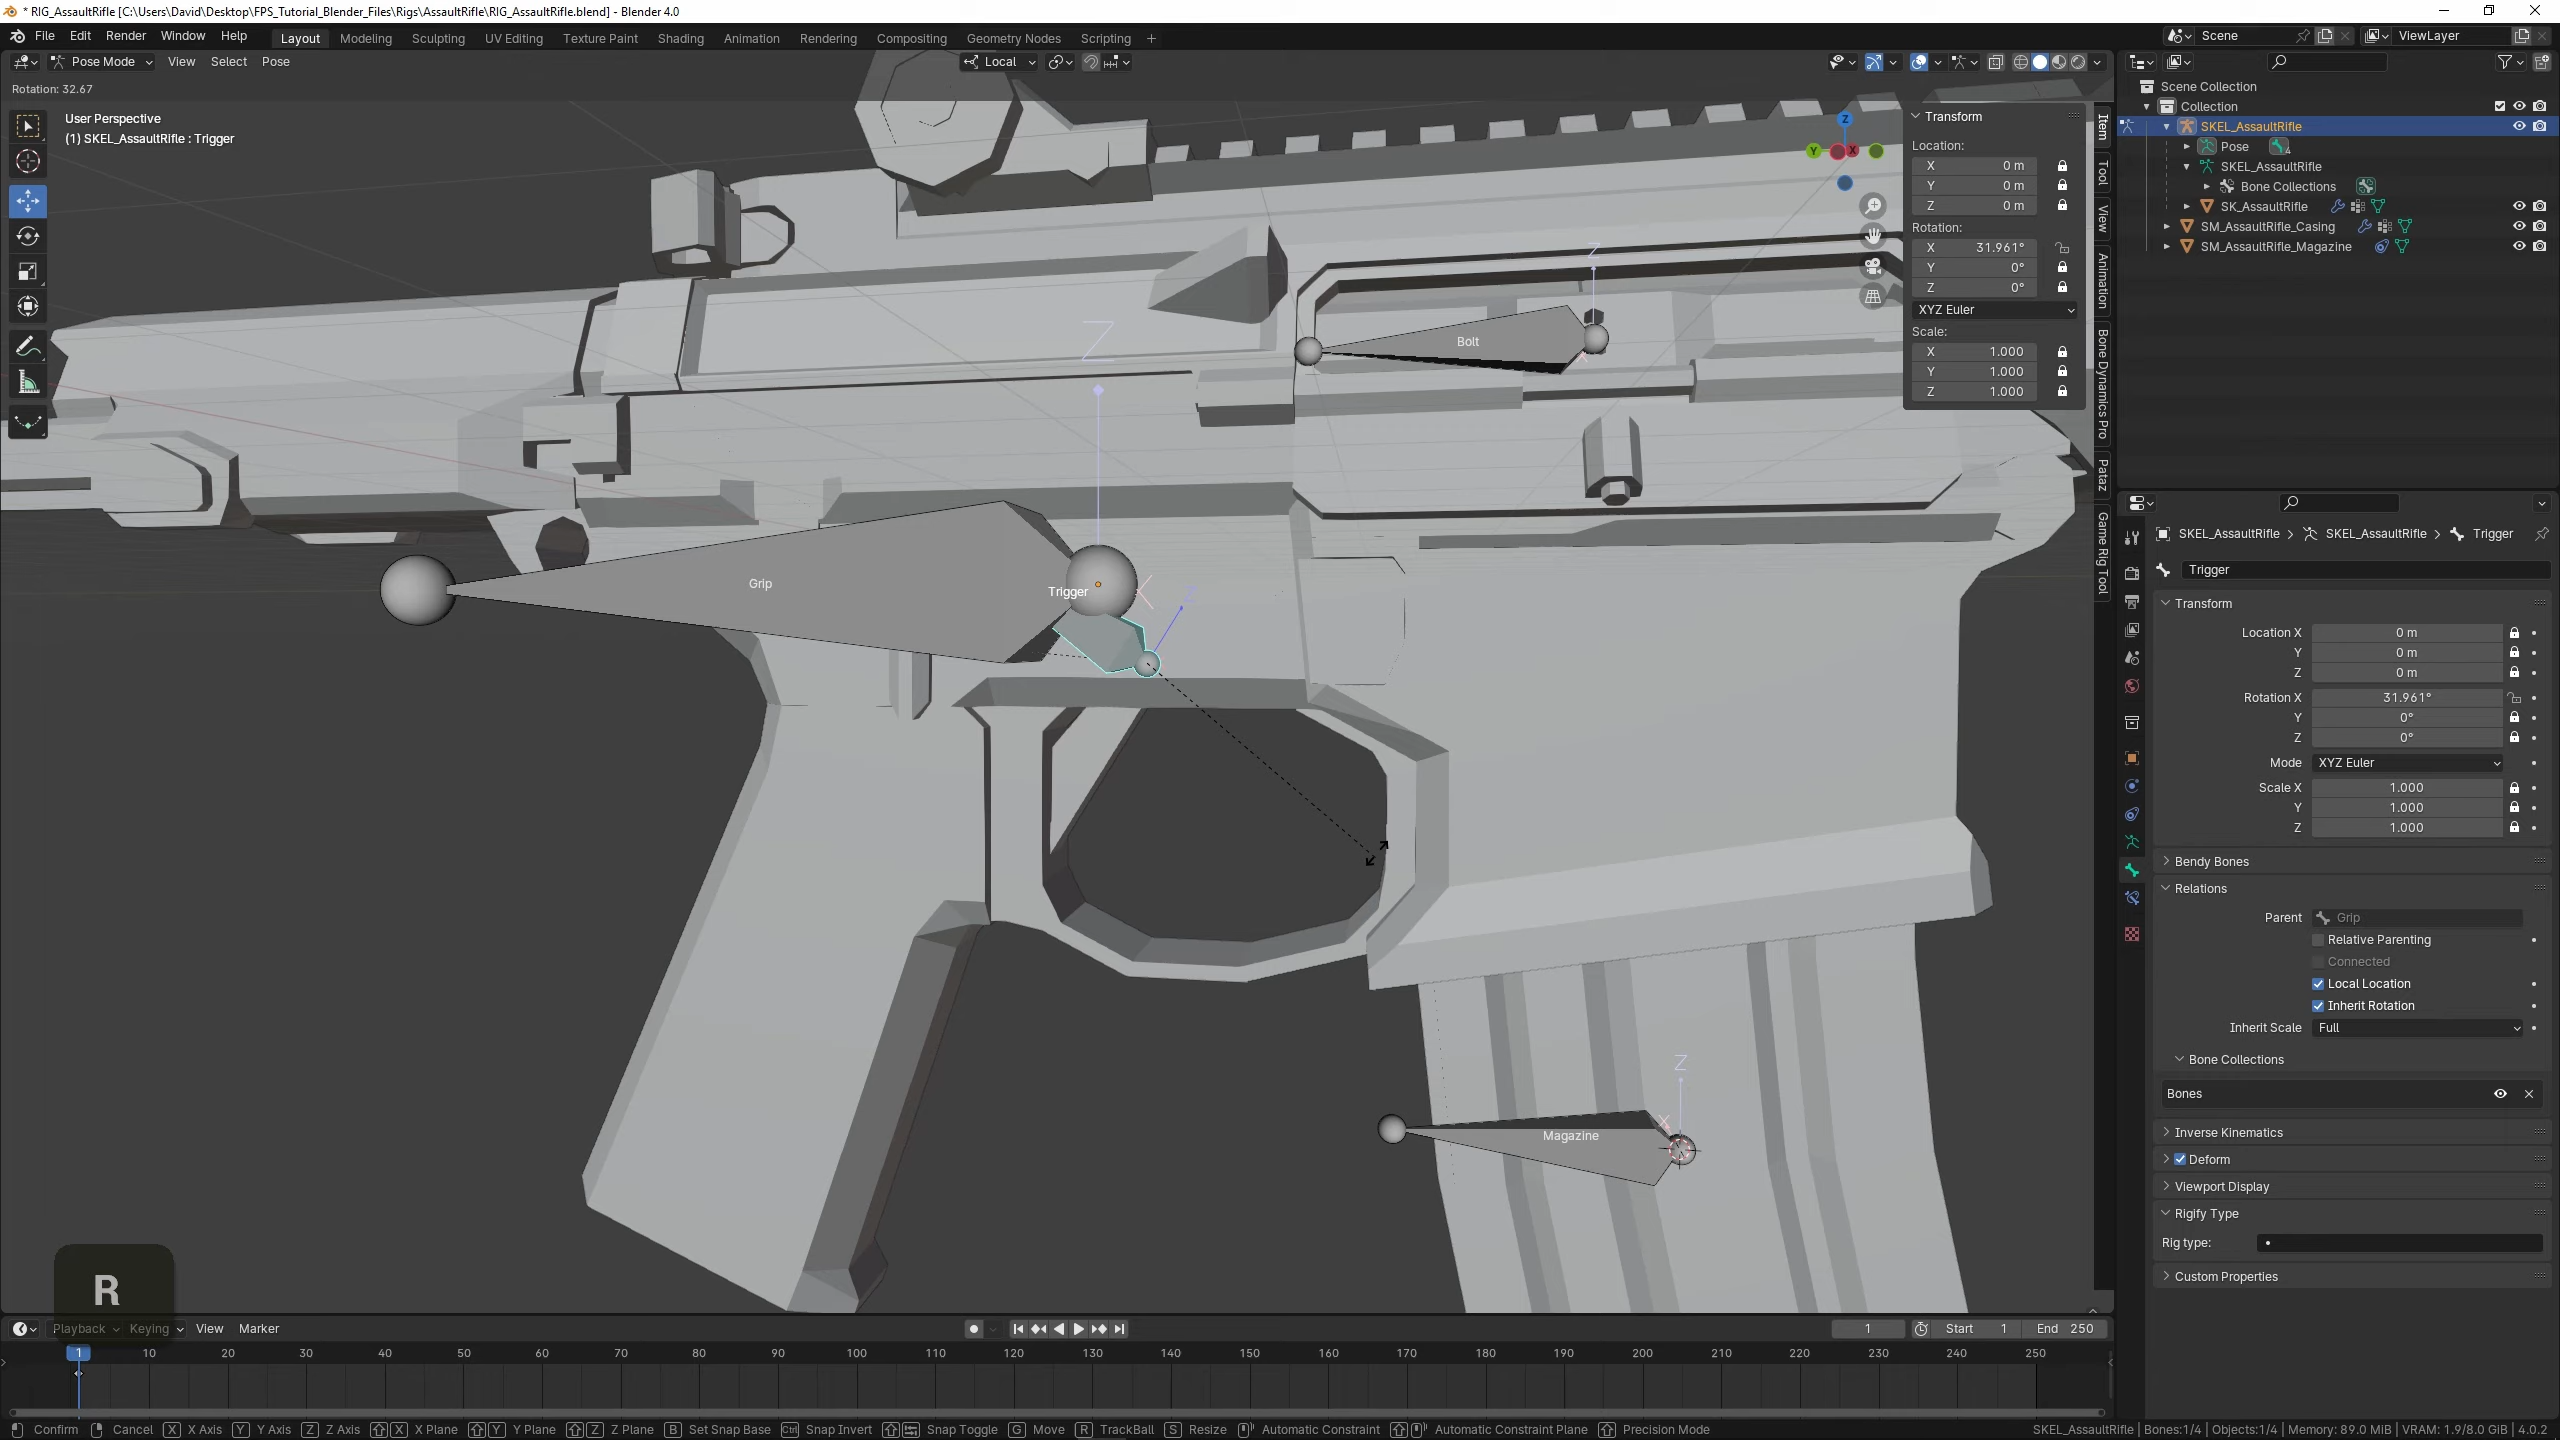 * RIG_AssaultRifle [C:\Users\David\Desktop\FPS_Tutorial_Blender_Files\Rigs\AssaultRifle\RIG_AssaultRifle.blend] - Blender 4.0
File Edit Render Window Help Layout Modeling Sculpting UV Editing Texture Paint Shading Animation Rendering Compositing Geometry Nodes Scripting + Scene ViewLayer
Pose Mode View Select Pose Local
Rotation: 32.67
User Perspective
(1) SKEL_AssaultRifle : Trigger
Z
Y
X
Transform
Location:
X 0 m
Y 0 m
Z 0 m
Rotation:
X 31.961°
Y 0°
Z 0°
XYZ Euler
Scale:
X 1.000
Y 1.000
Z 1.000
Item
Tool
View
Animation
Bone Dynamics Pro
Pataz
Game Rig Tool
Z
Bolt
X
Z
Grip
Trigger
X
Z
Z
X
Magazine
R
Scene Collection
Collection
SKEL_AssaultRifle
Pose 4
SKEL_AssaultRifle
Bone Collections
SK_AssaultRifle
SM_AssaultRifle_Casing
SM_AssaultRifle_Magazine
SKEL_AssaultRifle > SKEL_AssaultRifle > Trigger
Trigger
Transform
Location X 0 m
Y 0 m
Z 0 m
Rotation X 31.961°
Y 0°
Z 0°
Mode XYZ Euler
Scale X 1.000
Y 1.000
Z 1.000
Bendy Bones
Relations
Parent Grip
Relative Parenting
Connected
Local Location
Inherit Rotation
Inherit Scale Full
Bone Collections
Bones
Inverse Kinematics
Deform
Viewport Display
Rigify Type
Rig type:
Custom Properties
Playback Keying View Marker 1 Start 1 End 250
1 10 20 30 40 50 60 70 80 90 100 110 120 130 140 150 160 170 180 190 200 210 220 230 240 250
Confirm Cancel X X Axis Y Y Axis Z Z Axis X X Plane Y Y Plane Z Z Plane B Set Snap Base Ctrl Snap Invert Snap Toggle G Move R TrackBall S Resize Automatic Constraint Automatic Constraint Plane Precision Mode SKEL_AssaultRifle | Bones:1/4 | Objects:1/4 | Memory: 89.0 MiB | VRAM: 1.9/8.0 GiB | 4.0.2